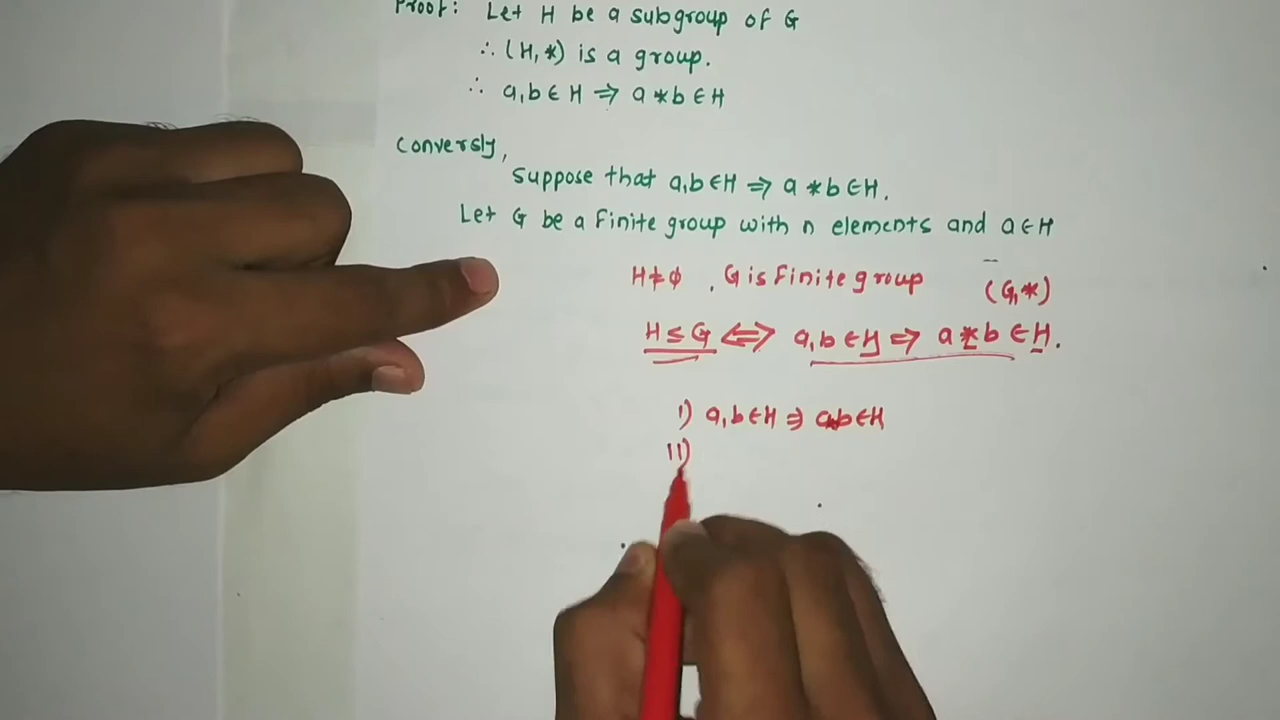 Proof: Let H be a subgroup of G
∴ (H,*) is a group.
∴ a,b ∈ H ⇒ a * b ∈ H
Conversly,
Suppose that a,b ∈ H ⇒ a * b ∈ H.
Let G be a finite group with n elements and a ∈ H
H ≠ ϕ , G is finite group (G,*)
H ≤ G ⇔ a,b ∈ H ⇒ a * b ∈ H.
i) a,b ∈ H ⇒ a*b ∈ H
ii)